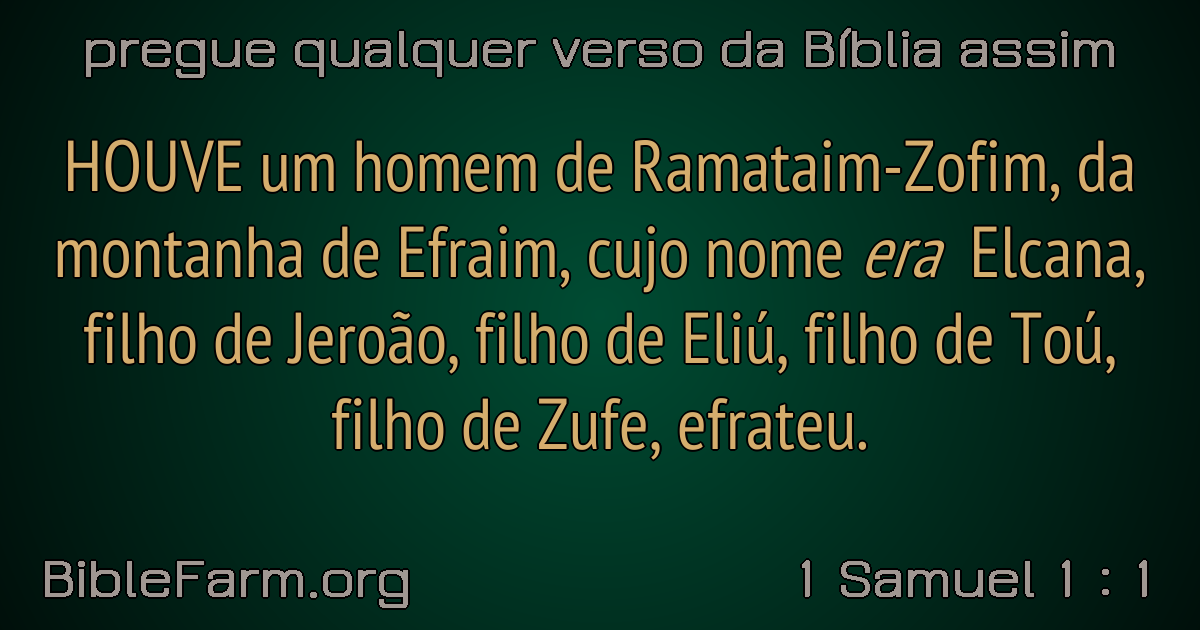 pregue qualquer verso da Bíblia assim
HOUVE um homem de Ramataim-Zofim, da
montanha de Efraim, cujo nome era Elcana,
filho de Jeroão, filho de Eliú, filho de Toú,
filho de Zufe, efrateu.
BibleFarm.org
1 Samuel 1 : 1